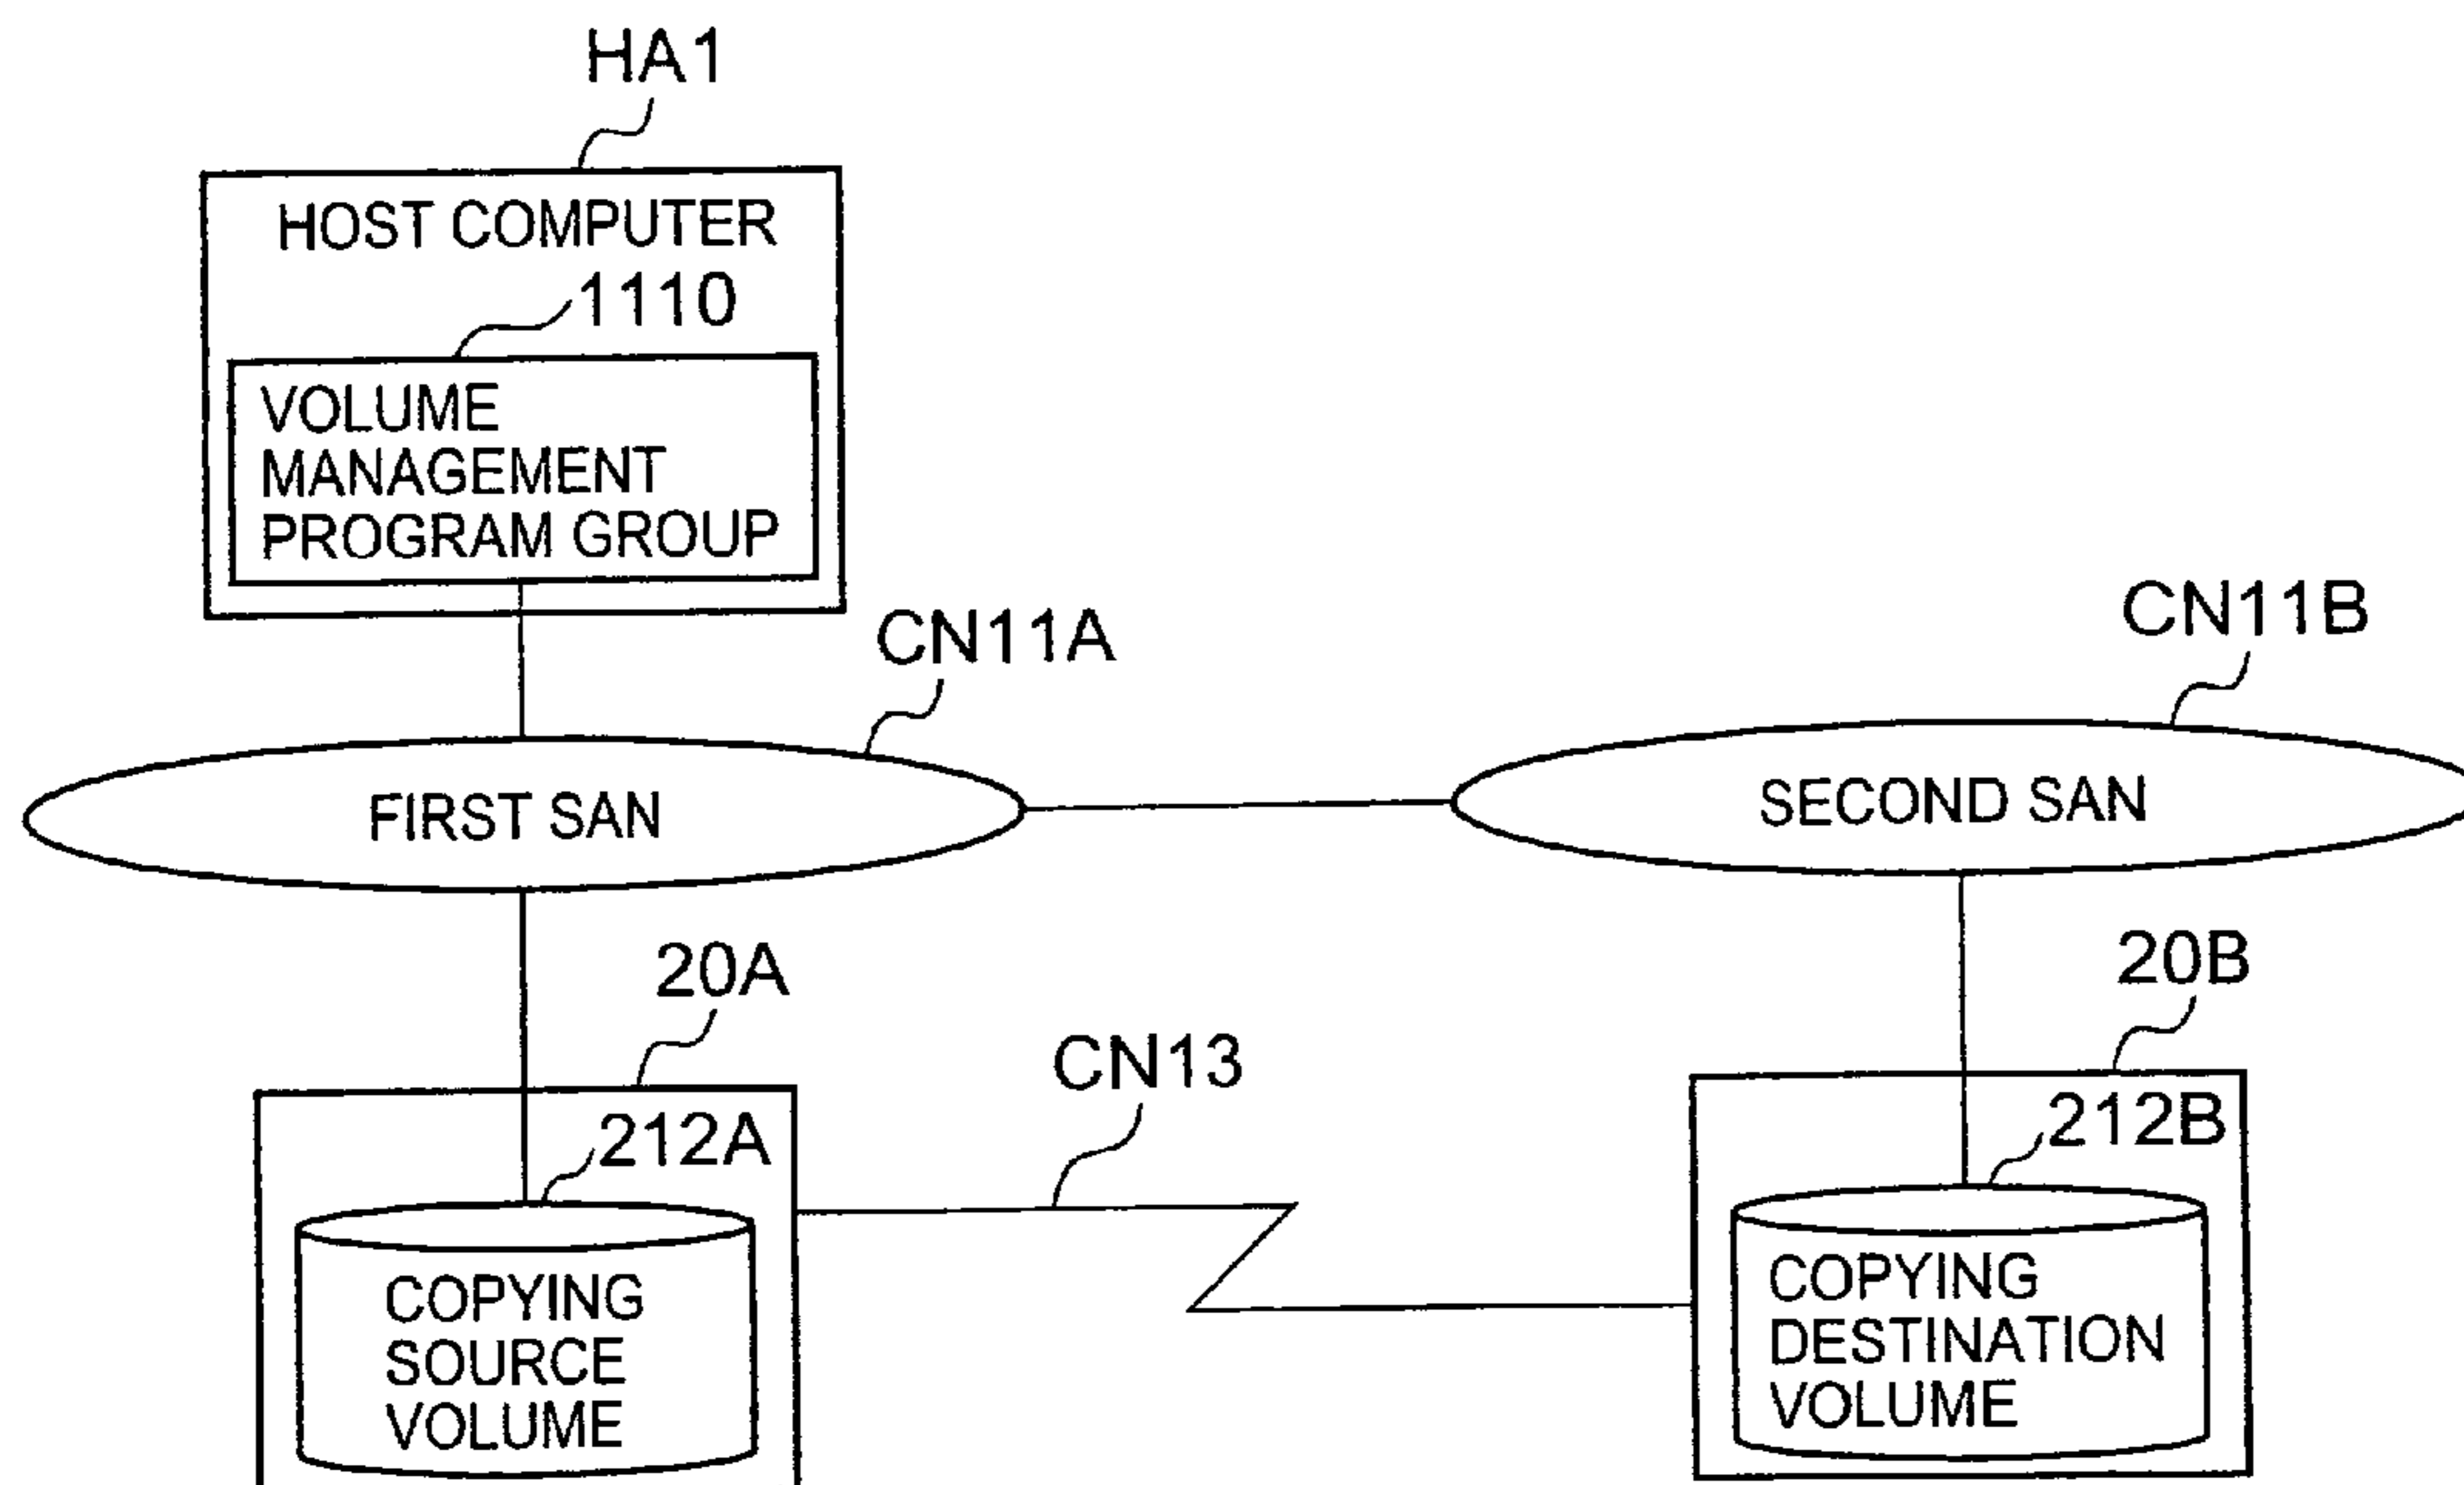 HA1
HOST COMPUTER
1110
VOLUME
MANAGEMENT
PROGRAM GROUP
CN11A
CN11B
FIRST SAN
SECOND SAN
20A
20B
CN13
212A
212B
COPYING
SOURCE
VOLUME
COPYING
DESTINATION
VOLUME